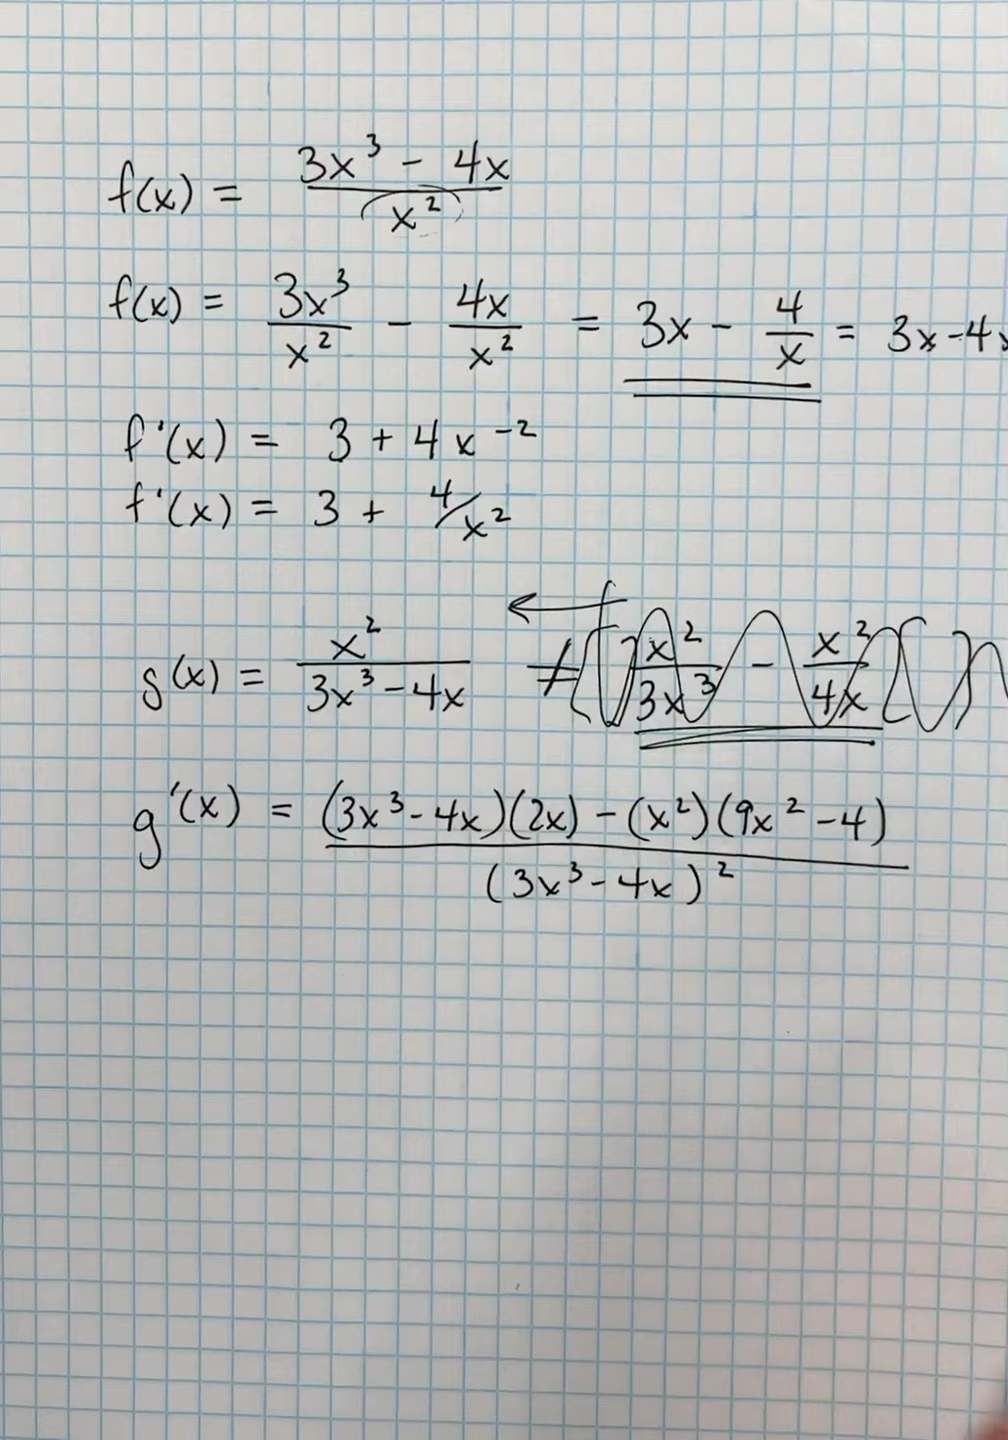 f(x) = (3x³ - 4x)/(x²)
f(x) = 3x³/x² - 4x/x² = 3x - 4/x = 3x-4x
f'(x) = 3 + 4x⁻²
f'(x) = 3 + 4/x²
g(x) = x²/(3x³-4x) ≠ x²/3x³ - x²/4x
g'(x) = ((3x³-4x)(2x) - (x²)(9x²-4))/(3x³-4x)²